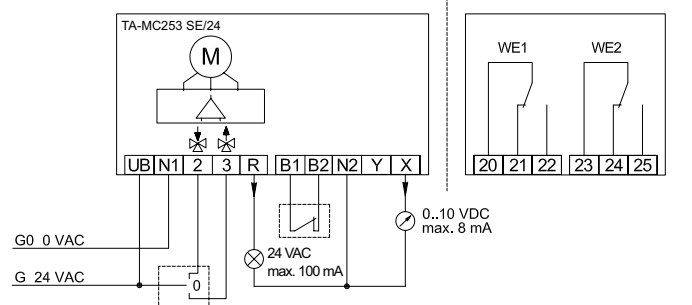 TA-MC253 SE/24
M
WE1 WE2
UB N1 2 3 R B1 B2 N2 Y X
20 21 22 23 24 25
0..10 VDC
max. 8 mA
G0 0 VAC
24 VAC
max. 100 mA
G 24 VAC
0